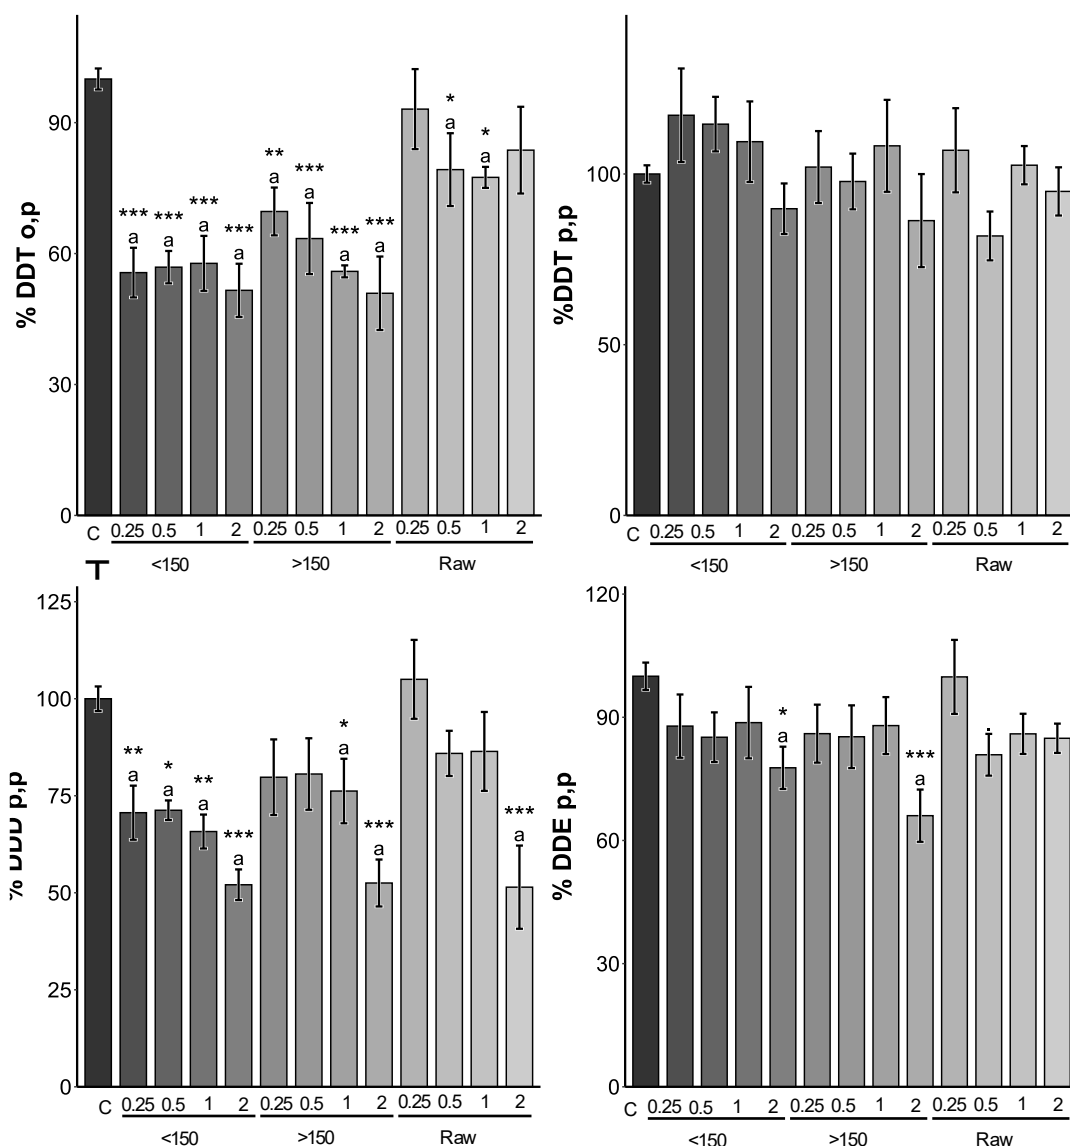 % DDT o,p
90
60
30
0
*** *** *** *** ** *** *** *** * *
a a a a a a a a a a
C 0.25 0.5 1 2 0.25 0.5 1 2 0.25 0.5 1 2
<150 >150 Raw
%DDT p,p
100
50
0
C 0.25 0.5 1 2 0.25 0.5 1 2 0.25 0.5 1 2
<150 >150 Raw
% DDD p,p
125
100
75
50
25
0
** * ** *** * *** ***
a a a a a a a
C 0.25 0.5 1 2 0.25 0.5 1 2 0.25 0.5 1 2
<150 >150 Raw
% DDE p,p
120
90
60
30
0
* *** .
a a
C 0.25 0.5 1 2 0.25 0.5 1 2 0.25 0.5 1 2
<150 >150 Raw